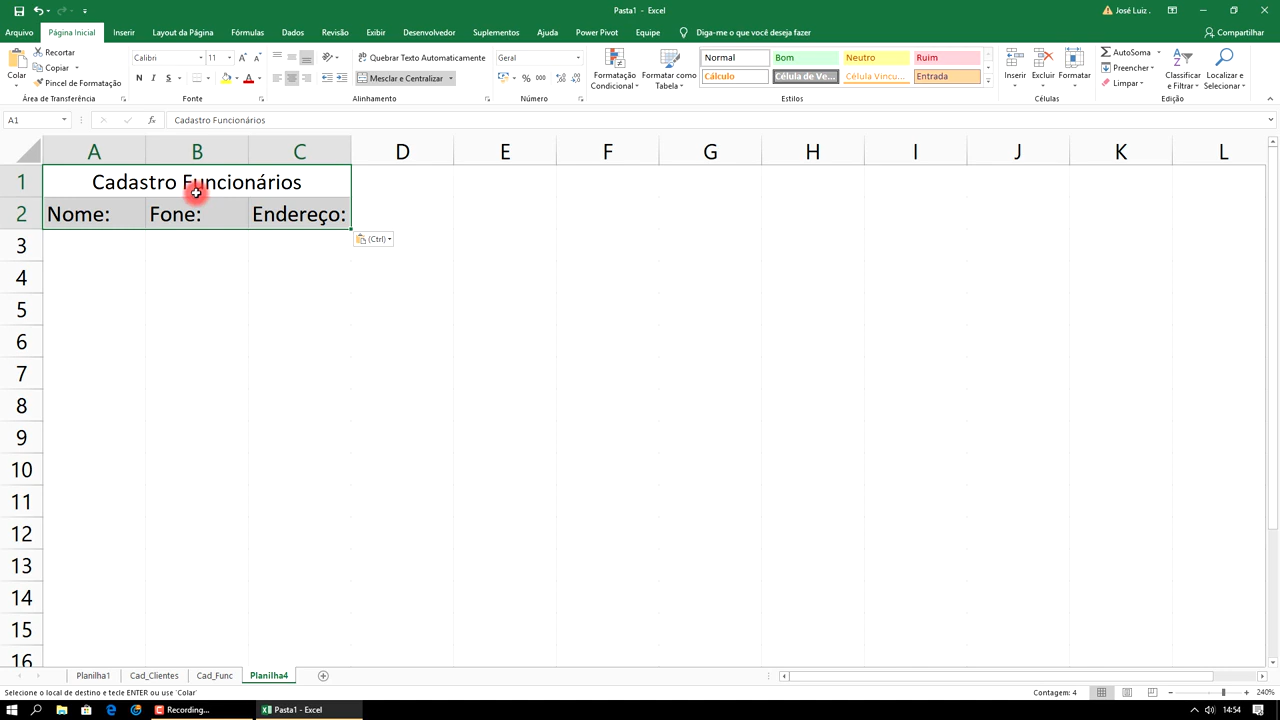 Pasta1 - Excel
José Luiz .
Arquivo Página Inicial Inserir Layout da Página Fórmulas Dados Revisão Exibir Desenvolvedor Suplementos Ajuda Power Pivot Equipe Diga-me o que você deseja fazer Compartilhar
Colar
Recortar
Copiar
Pincel de Formatação
Área de Transferência
Calibri 11
N I S
Fonte
Quebrar Texto Automaticamente
Mesclar e Centralizar
Alinhamento
Geral
% 000
Número
Formatação Condicional
Formatar como Tabela
Normal Bom Neutro Ruim
Cálculo Célula de Ve... Célula Vincu... Entrada
Estilos
Inserir Excluir Formatar
Células
AutoSoma
Preencher
Limpar
Classificar e Filtrar
Localizar e Selecionar
Edição
A1 fx Cadastro Funcionários
A B C D E F G H I J K L
1 Cadastro Funcionários
2 Nome: Fone: Endereço:
(Ctrl)
3
4
5
6
7
8
9
10
11
12
13
14
15
16
Planilha1 Cad_Clientes Cad_Func Planilha4
Selecione o local de destino e tecle ENTER ou use 'Colar' Contagem: 4 240%
Recording... Pasta1 - Excel 14:54